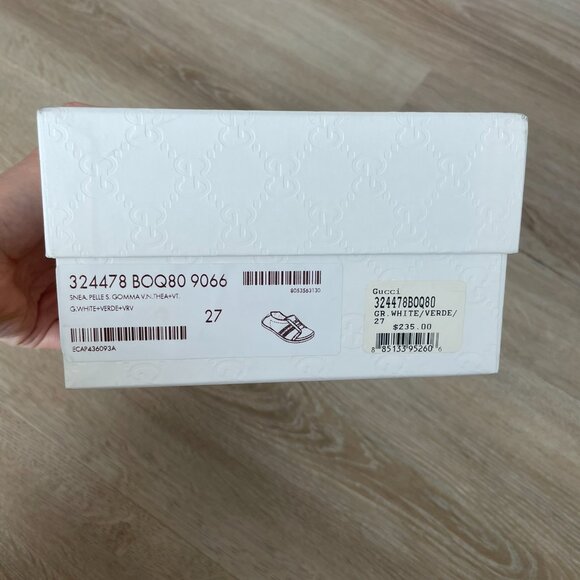 324478 BOQ80 9066
SNEA. PELLE S. GOMMA V.N.THEA+VT.
G.WHITE+VERDE+VRV
27
ECAP436093A
8053563130
Gucci
324478BOQ80
GR.WHITE/VERDE/
27
$235.00
8 85133 95260 6